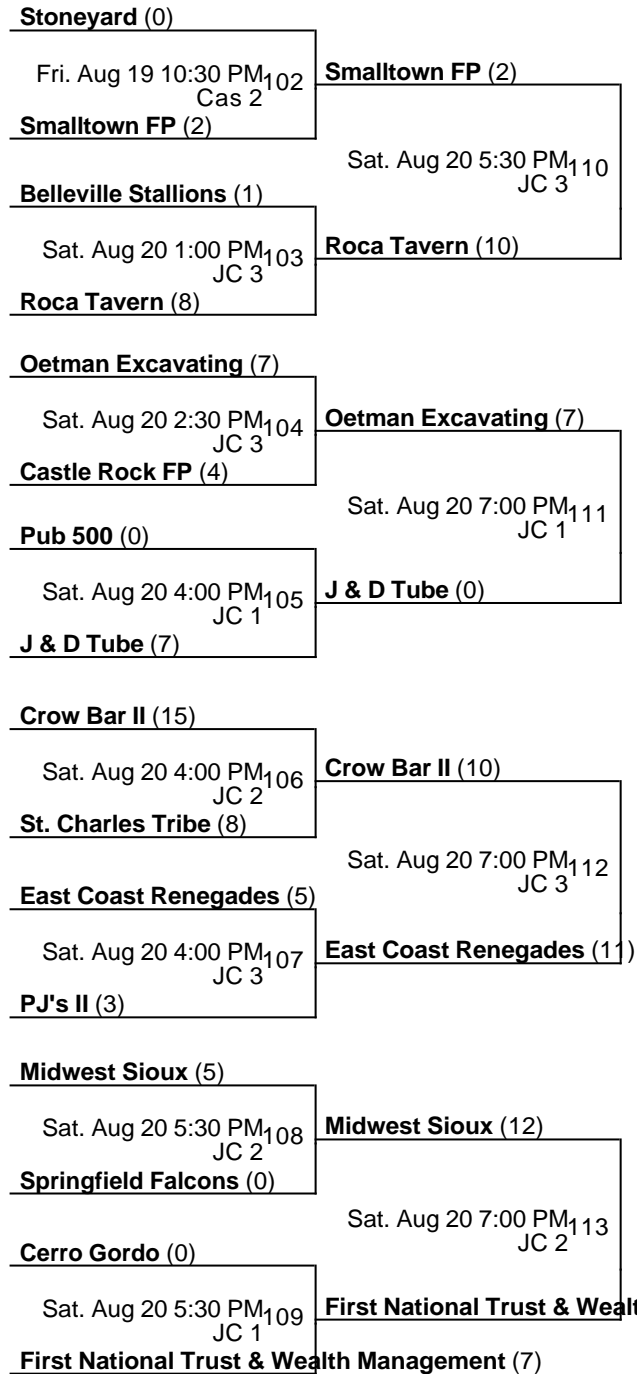 Stoneyard (0)
Fri. Aug 19 10:30 PM 102
Cas 2
Smalltown FP (2)
Smalltown FP (2)
Sat. Aug 20 5:30 PM 110
JC 3
Belleville Stallions (1)
Sat. Aug 20 1:00 PM 103
JC 3
Roca Tavern (8)
Roca Tavern (10)
Oetman Excavating (7)
Sat. Aug 20 2:30 PM 104
JC 3
Castle Rock FP (4)
Oetman Excavating (7)
Sat. Aug 20 7:00 PM 111
JC 1
Pub 500 (0)
Sat. Aug 20 4:00 PM 105
JC 1
J & D Tube (7)
J & D Tube (0)
Crow Bar II (15)
Sat. Aug 20 4:00 PM 106
JC 2
St. Charles Tribe (8)
Crow Bar II (10)
Sat. Aug 20 7:00 PM 112
JC 3
East Coast Renegades (5)
Sat. Aug 20 4:00 PM 107
JC 3
PJ's II (3)
East Coast Renegades (11)
Midwest Sioux (5)
Sat. Aug 20 5:30 PM 108
JC 2
Springfield Falcons (0)
Midwest Sioux (12)
Sat. Aug 20 7:00 PM 113
JC 2
Cerro Gordo (0)
Sat. Aug 20 5:30 PM 109
JC 1
First National Trust & Wealth Management (7)
First National Trust & Wealt